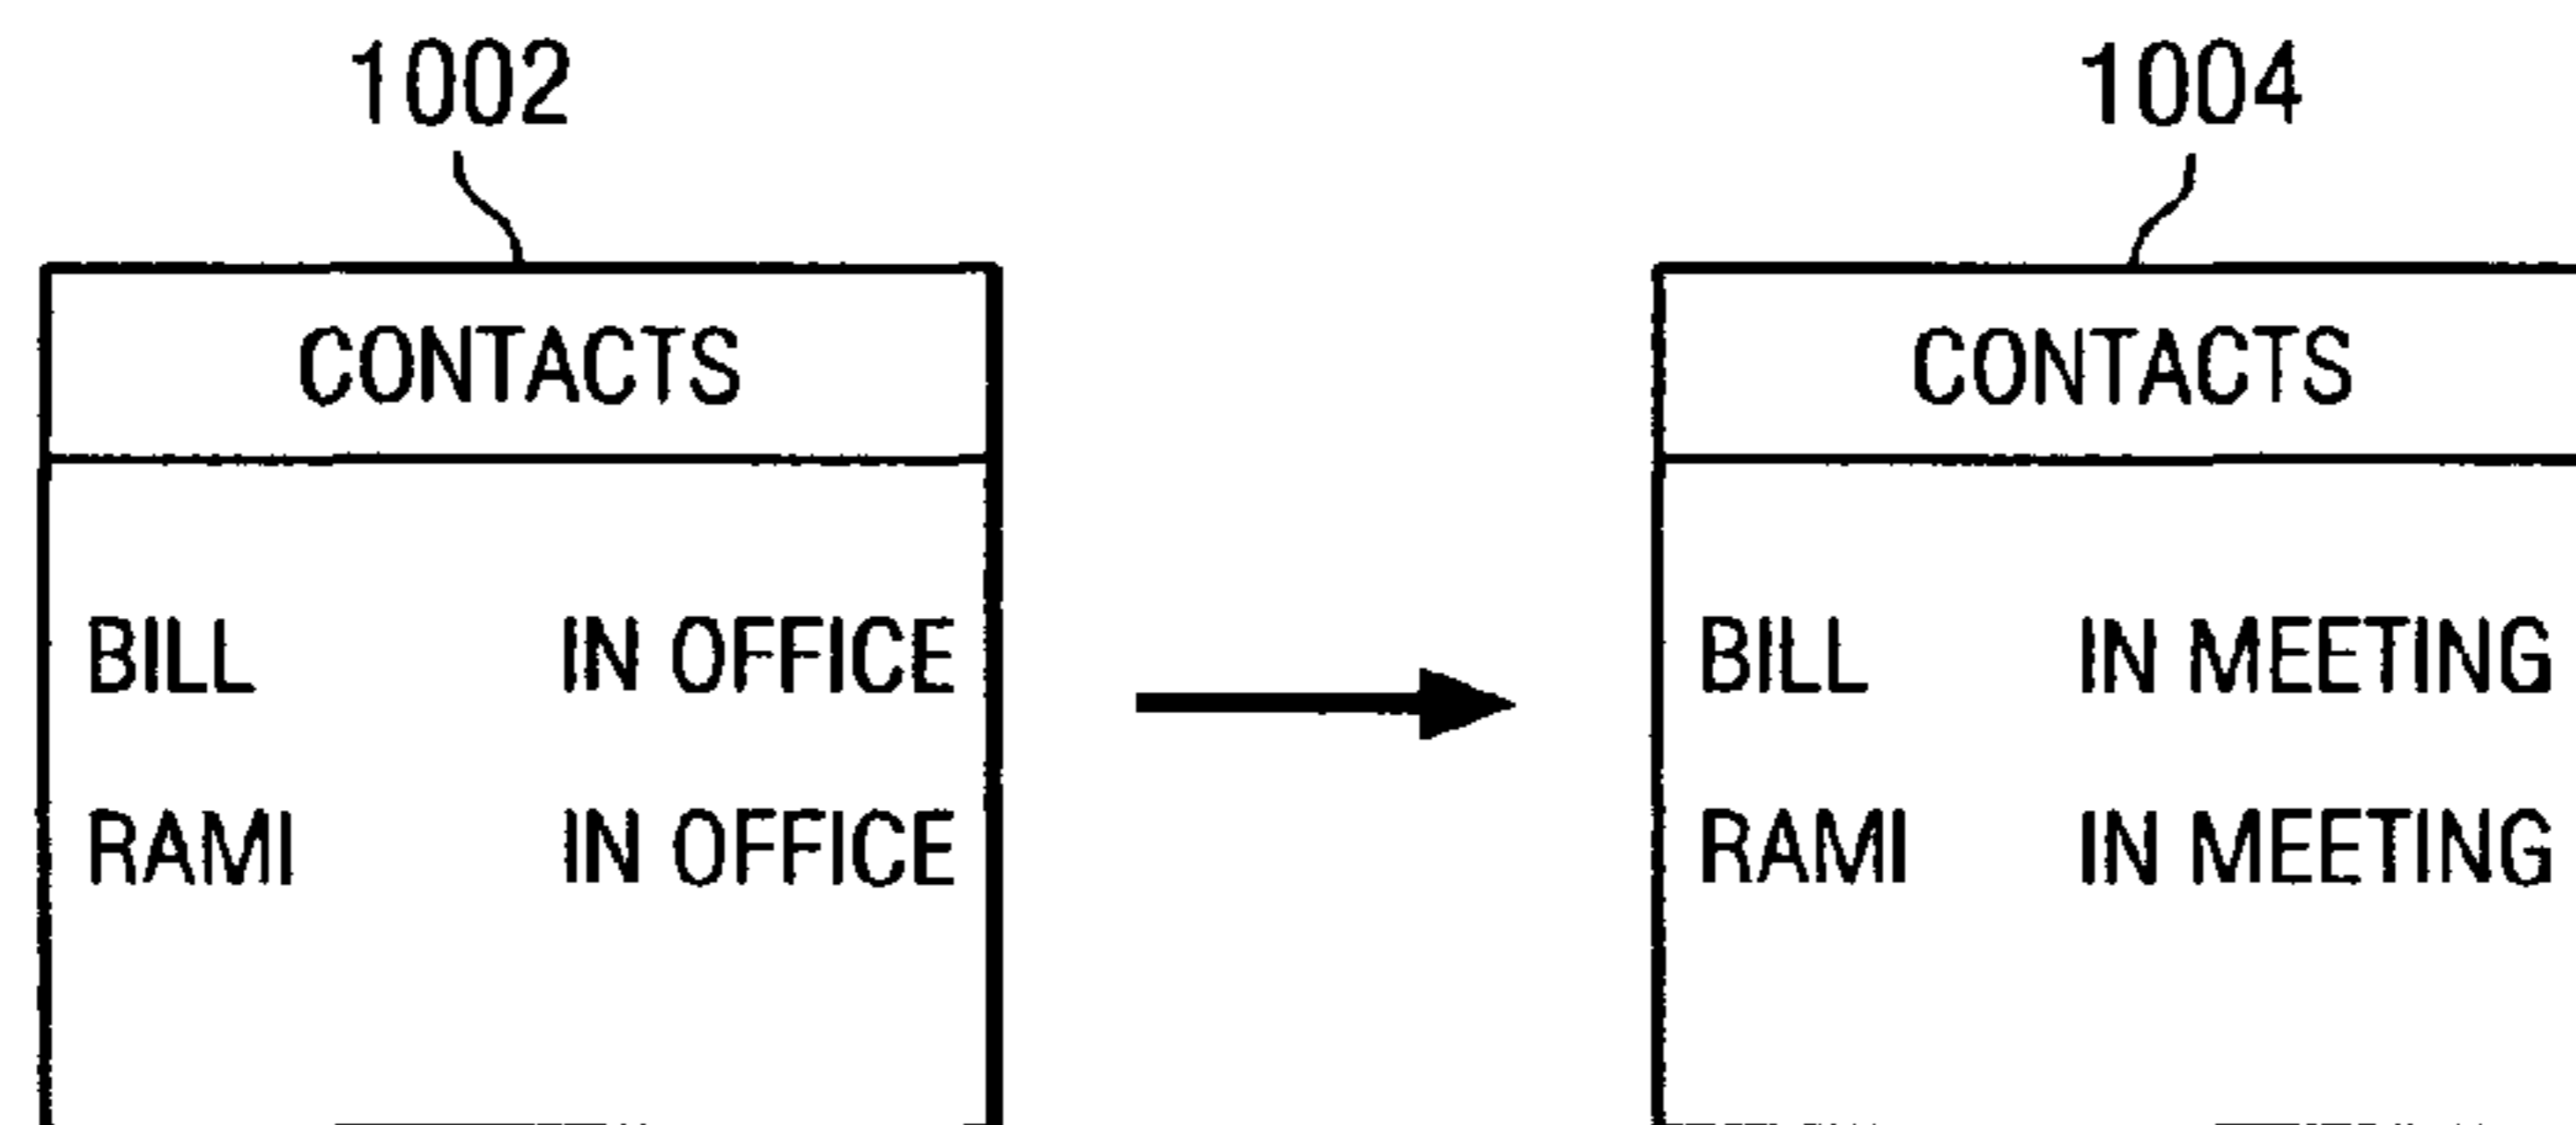 1002
1004
CONTACTS
CONTACTS
BILL IN OFFICE
BILL IN MEETING
RAMI IN OFFICE
RAMI IN MEETING